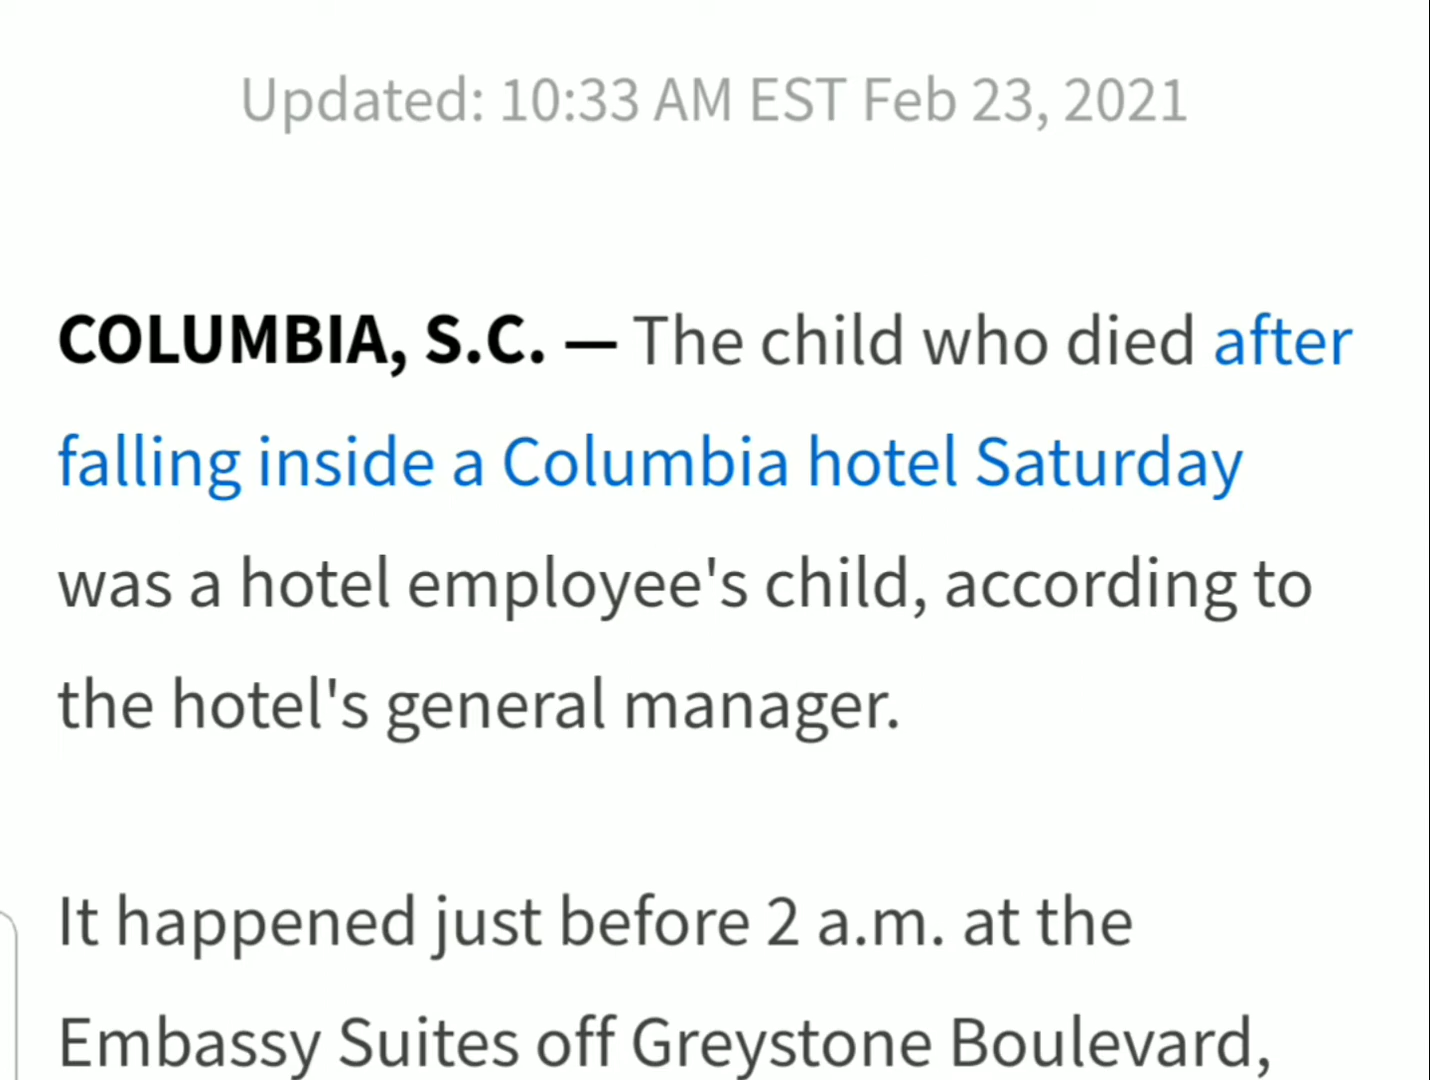 Updated: 10:33 AM EST Feb 23, 2021
COLUMBIA, S.C. — The child who died after
falling inside a Columbia hotel Saturday
was a hotel employee's child, according to
the hotel's general manager.
It happened just before 2 a.m. at the
Embassy Suites off Greystone Boulevard,